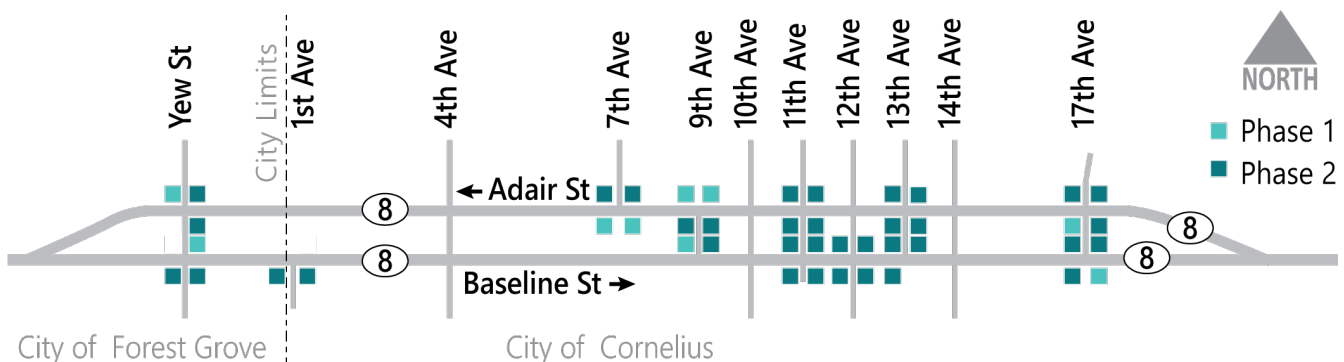 Yew St
City Limits
1st Ave
4th Ave
7th Ave
9th Ave
10th Ave
11th Ave
12th Ave
13th Ave
14th Ave
17th Ave
NORTH
Phase 1
Phase 2
← Adair St
8
8
8
8
Baseline St →
City of Forest Grove
City of Cornelius